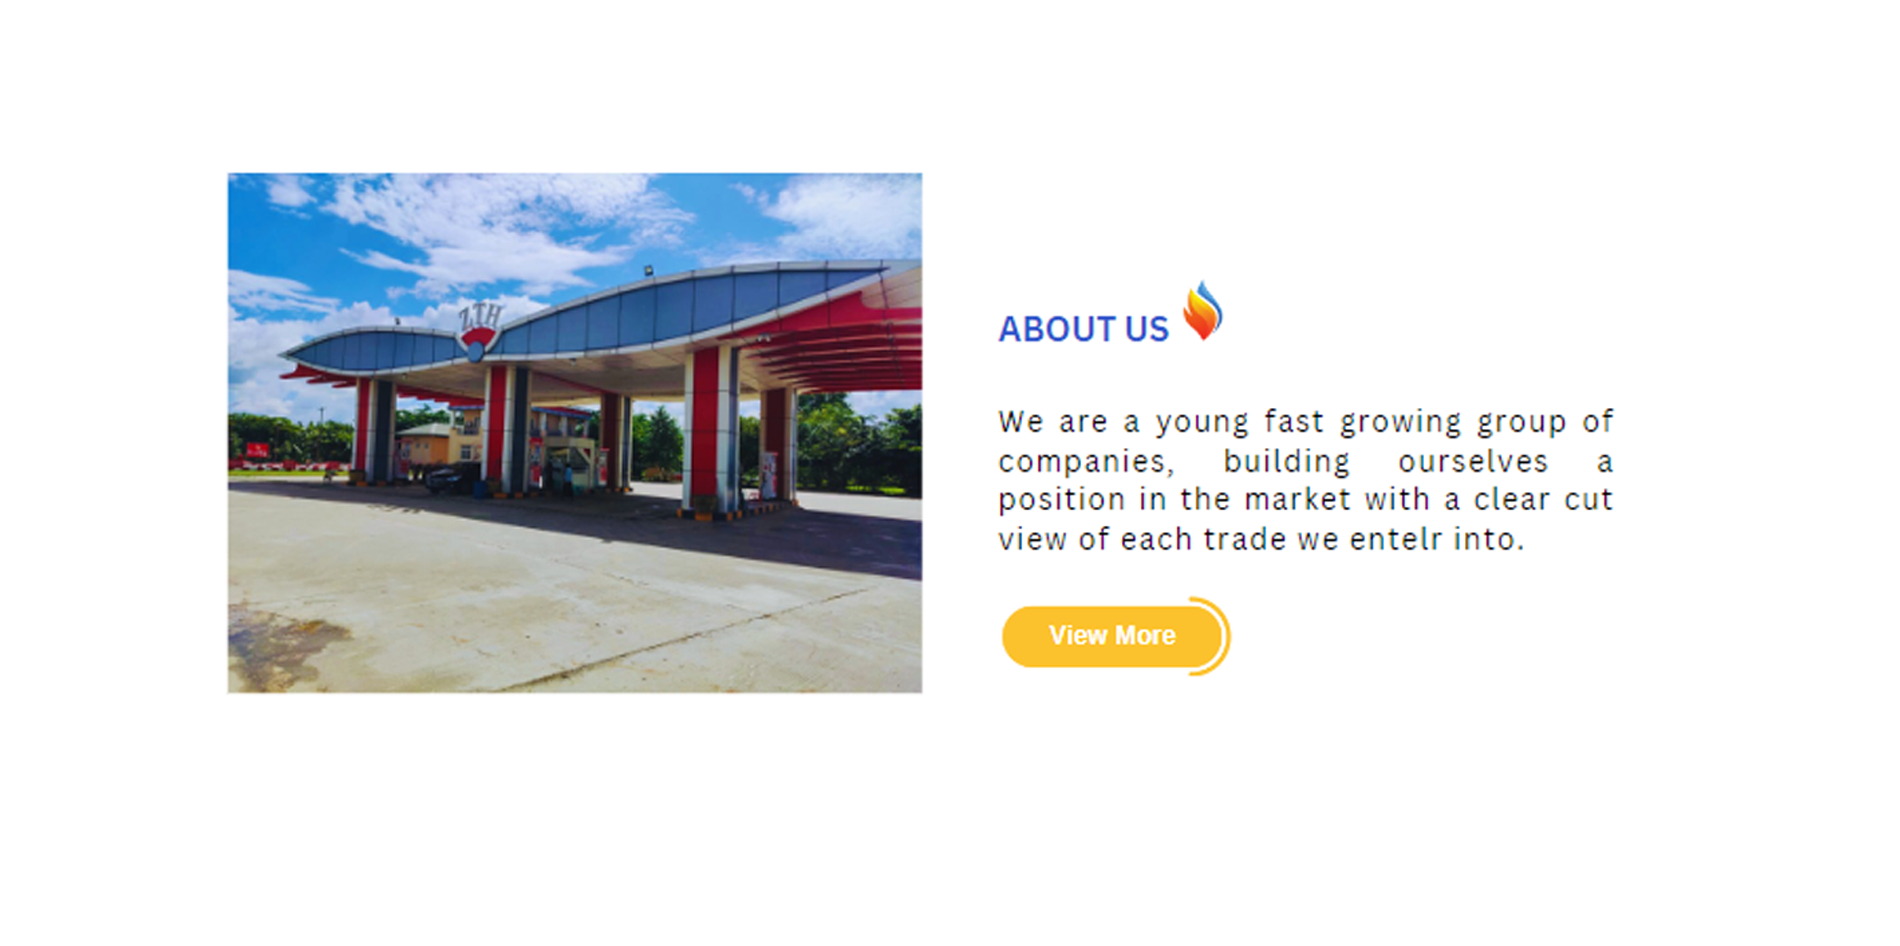 ZTH
ABOUT US
We are a young fast growing group of
companies, building ourselves a
position in the market with a clear cut
view of each trade we entelr into.
View More